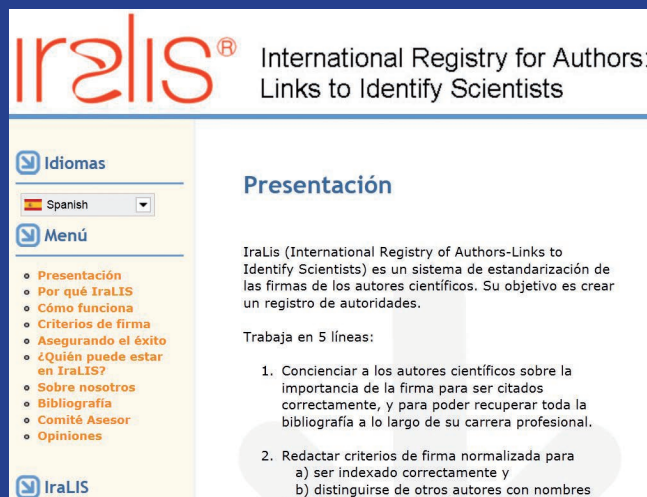 IralIS®
International Registry for Authors:
Links to Identify Scientists
Idiomas
Spanish
Menú
Presentación
Por qué IraLIS
Cómo funciona
Criterios de firma
Asegurando el éxito
¿Quién puede estar
en IraLIS?
Sobre nosotros
Bibliografía
Comité Asesor
Opiniones
IraLIS
Presentación
IraLis (International Registry of Authors-Links to
Identify Scientists) es un sistema de estandarización de
las firmas de los autores científicos. Su objetivo es crear
un registro de autoridades.
Trabaja en 5 líneas:
1. Concienciar a los autores científicos sobre la
importancia de la firma para ser citados
correctamente, y para poder recuperar toda la
bibliografía a lo largo de su carrera profesional.
2. Redactar criterios de firma normalizada para
a) ser indexado correctamente y
b) distinguirse de otros autores con nombres